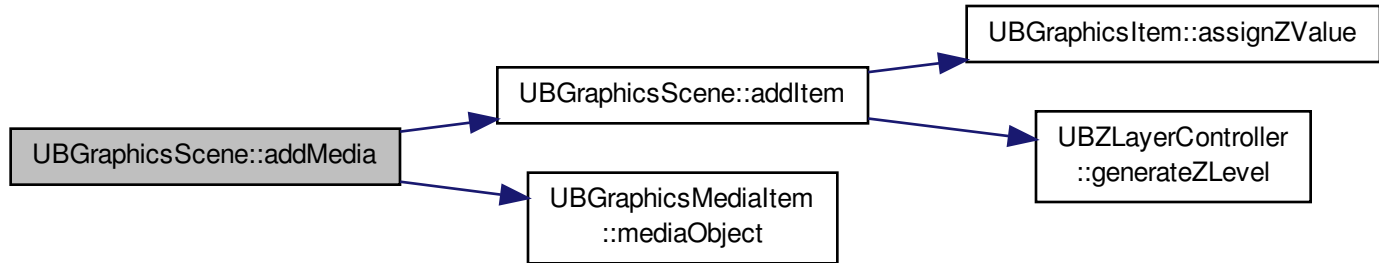 UBGraphicsScene::addMedia
UBGraphicsScene::addItem
UBGraphicsItem::assignZValue
UBZLayerController
::generateZLevel
UBGraphicsMediaItem
::mediaObject